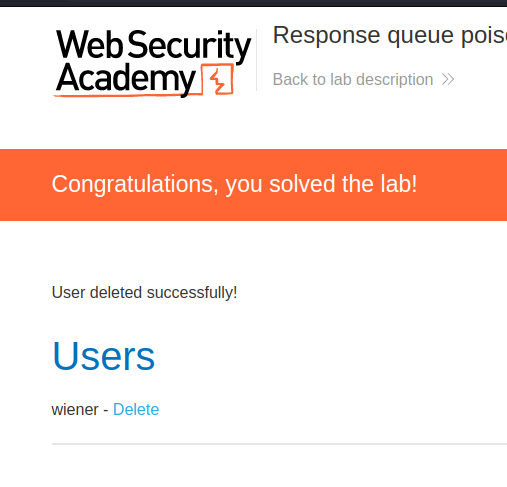 Web Security
Academy
Response queue
Back to lab description
Congratulations, you solved the lab!
User deleted successfully!
Users
wiener - Delete